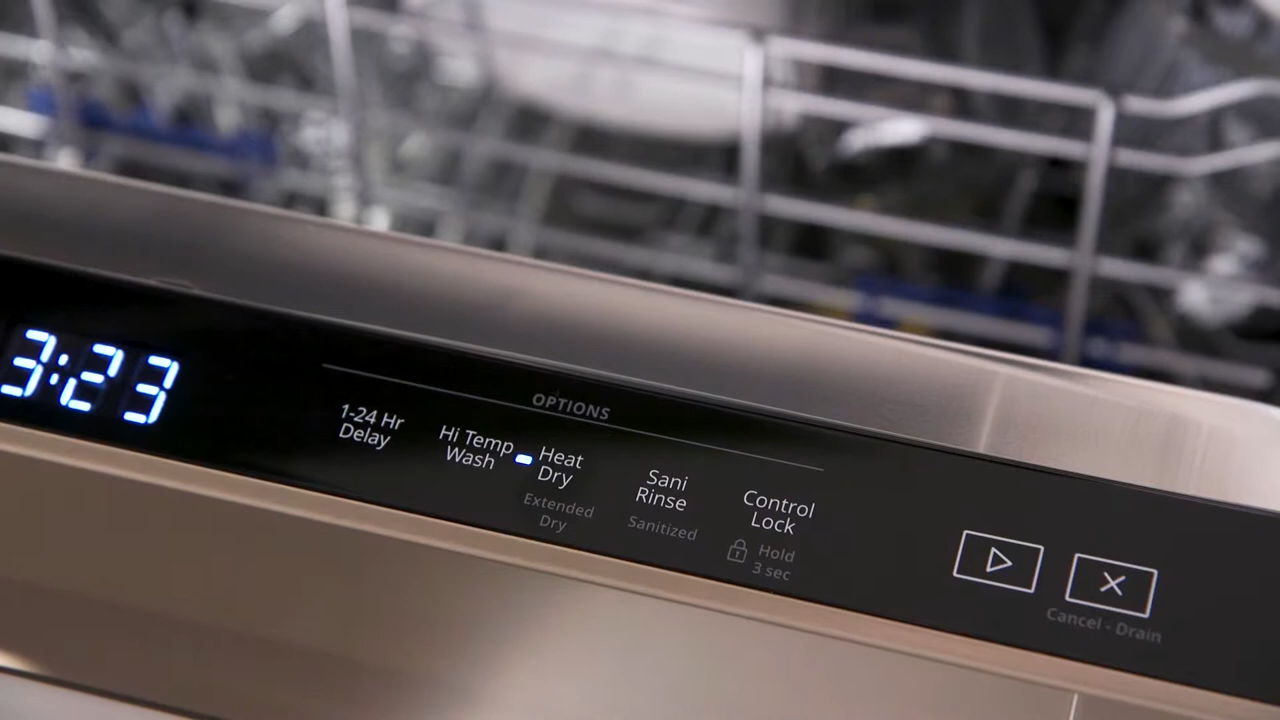 3:23
OPTIONS
1-24 Hr
Delay
Hi Temp
Wash
Heat
Dry
Extended
Dry
Sani
Rinse
Sanitized
Control
Lock
Hold
3 sec
Cancel - Drain